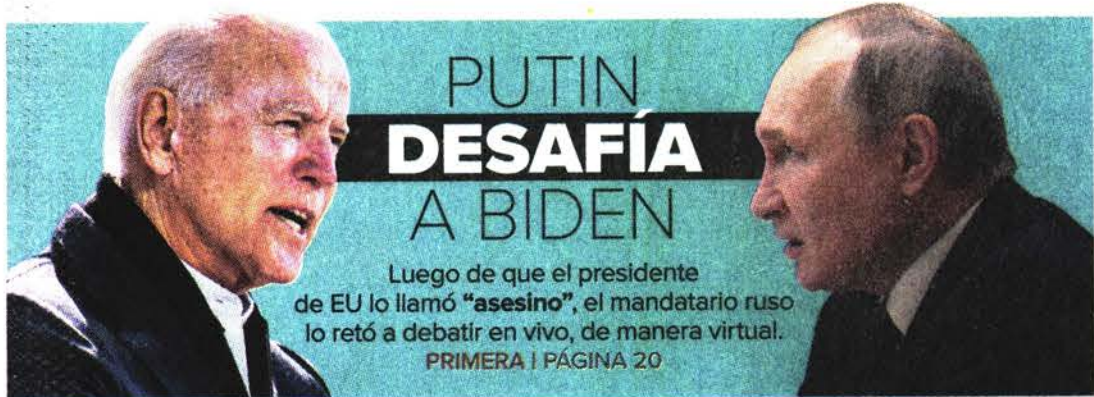 PUTIN
DESAFÍA
A BIDEN
Luego de que el presidente
de EU lo llamó “asesino”, el mandatario ruso
lo retó a debatir en vivo, de manera virtual.
PRIMERA | PÁGINA 20